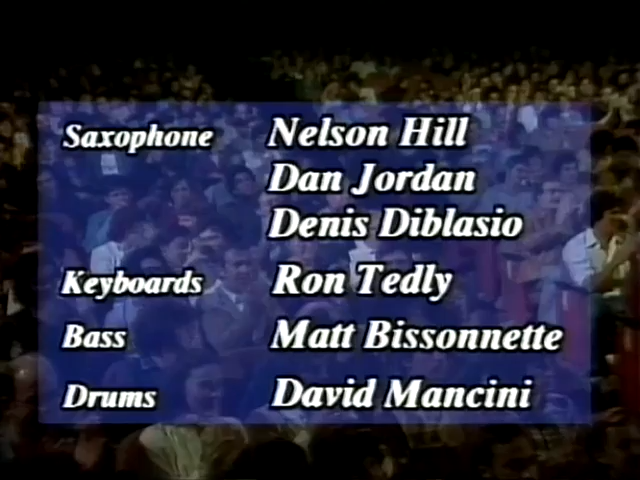 Saxophone Nelson Hill
Dan Jordan
Denis Diblasio
Keyboards Ron Tedly
Bass Matt Bissonnette
Drums David Mancini